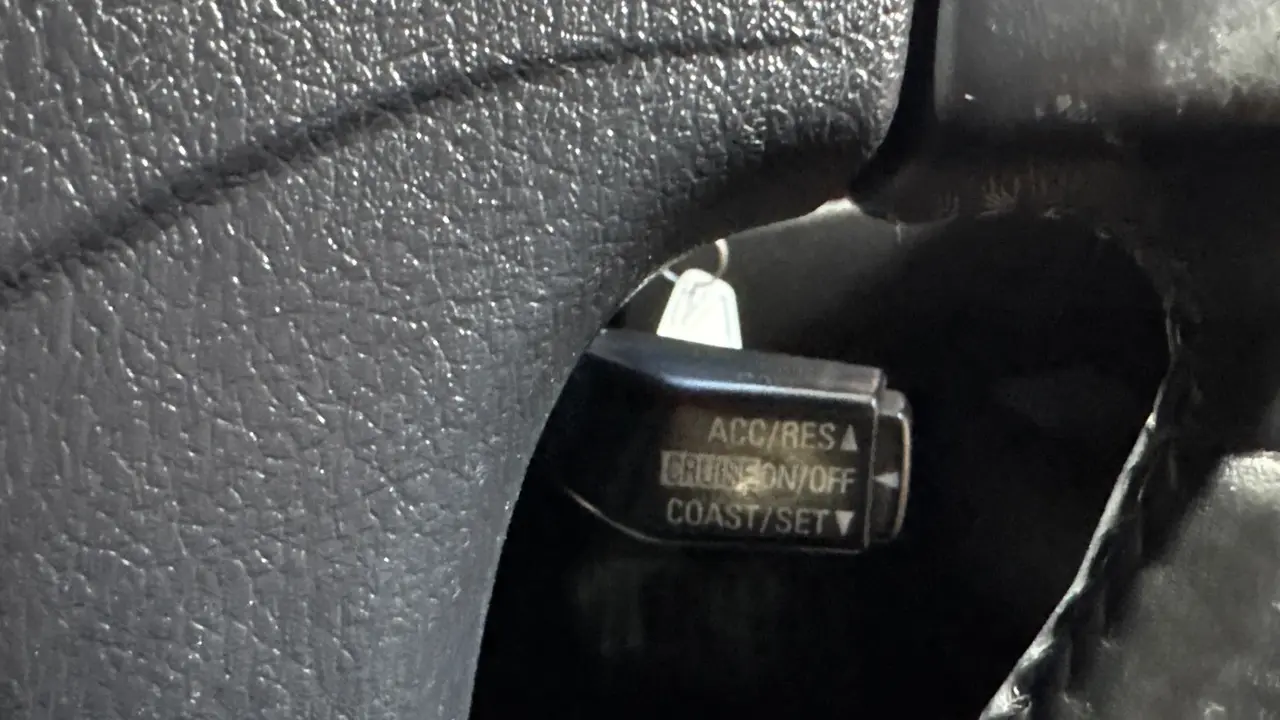 ACC/RES▲
CRUISE ON/OFF ◄
COAST/SET▼